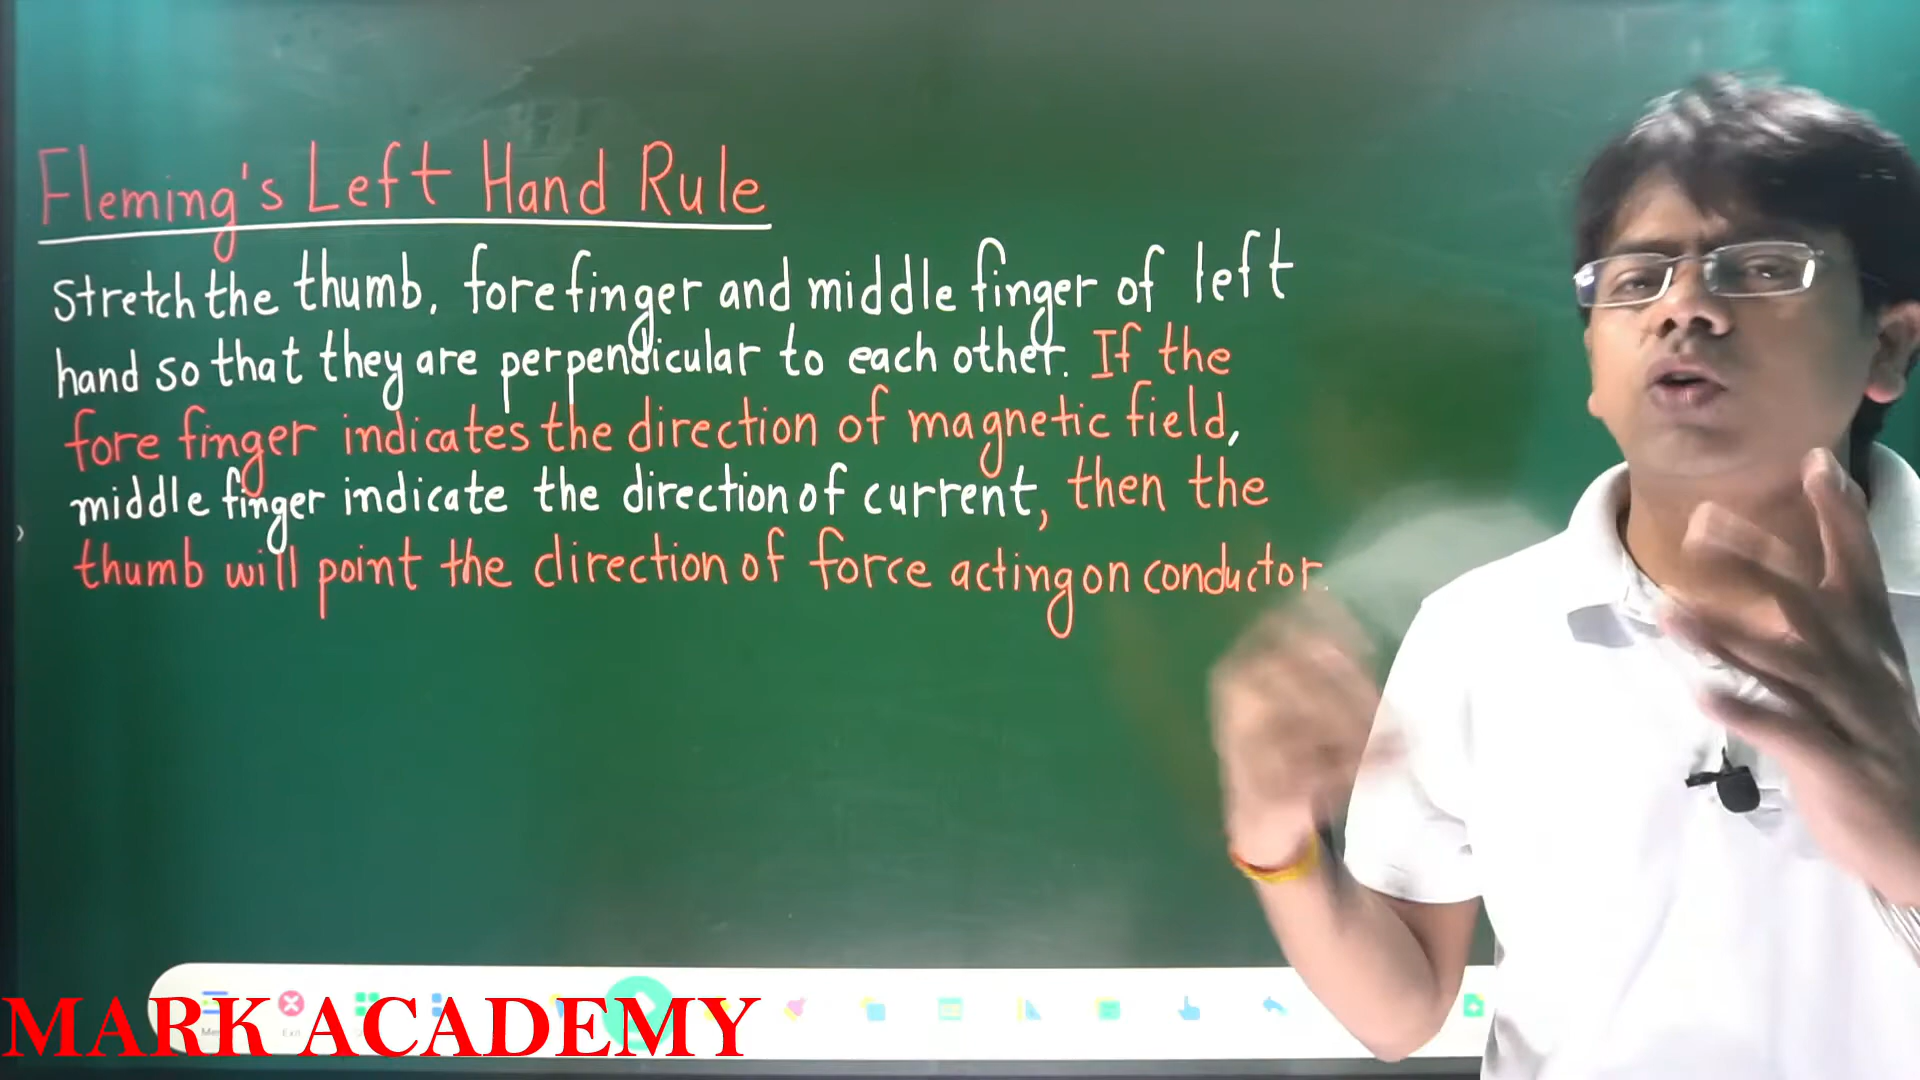 Fleming's Left Hand Rule
Stretch the thumb, forefinger and middle finger of left
hand so that they are perpendicular to each other. If the
fore finger indicates the direction of magnetic field,
middle finger indicate the direction of current, then the
thumb will point the direction of force acting on conductor.
MARK ACADEMY